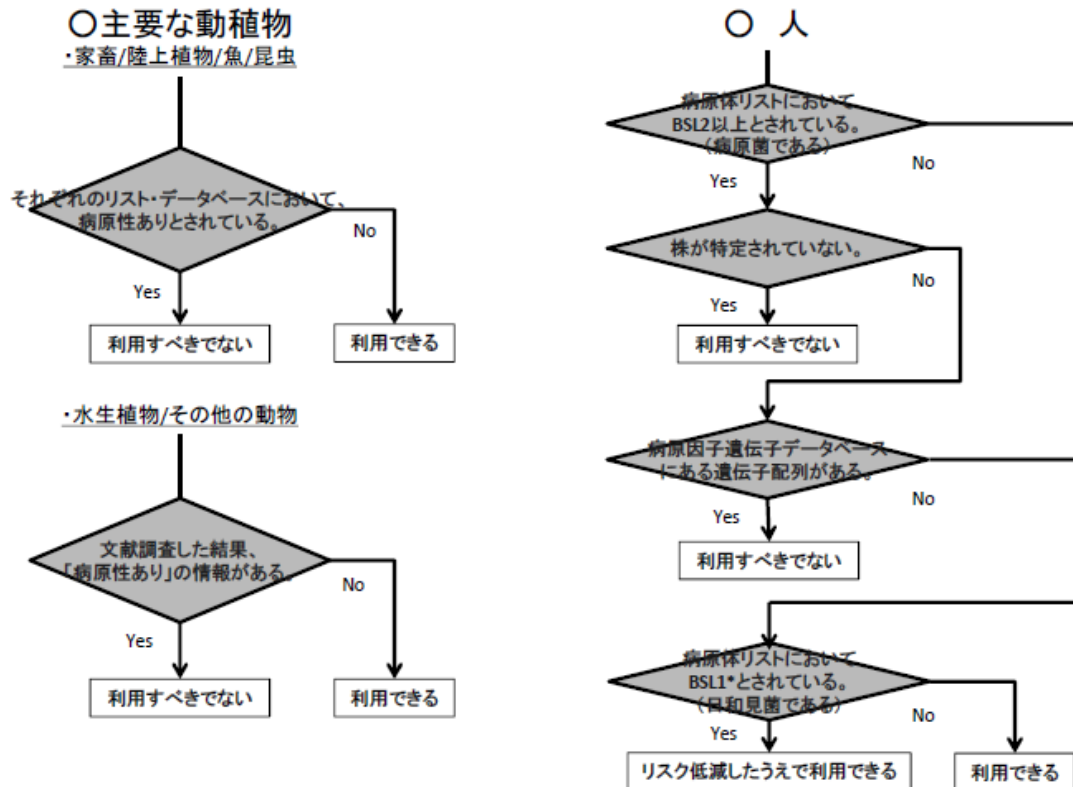 〇主要な動植物
・家畜/陸上植物/魚/昆虫
それぞれのリスト・データベースにおいて、
病原性ありとされている。
No
Yes
利用すべきでない
利用できる
・水生植物/その他の動物
文献調査した結果、
「病原性あり」の情報がある。
No
Yes
利用すべきでない
利用できる
〇 人
病原体リストにおいて
BSL2以上とされている。
（病原菌である）
No
Yes
株が特定されていない。
No
Yes
利用すべきでない
病原因子遺伝子データベース
にある遺伝子配列がある。
No
Yes
利用すべきでない
病原体リストにおいて
BSL1*とされている。
（日和見菌である）
No
Yes
リスク低減したうえで利用できる
利用できる